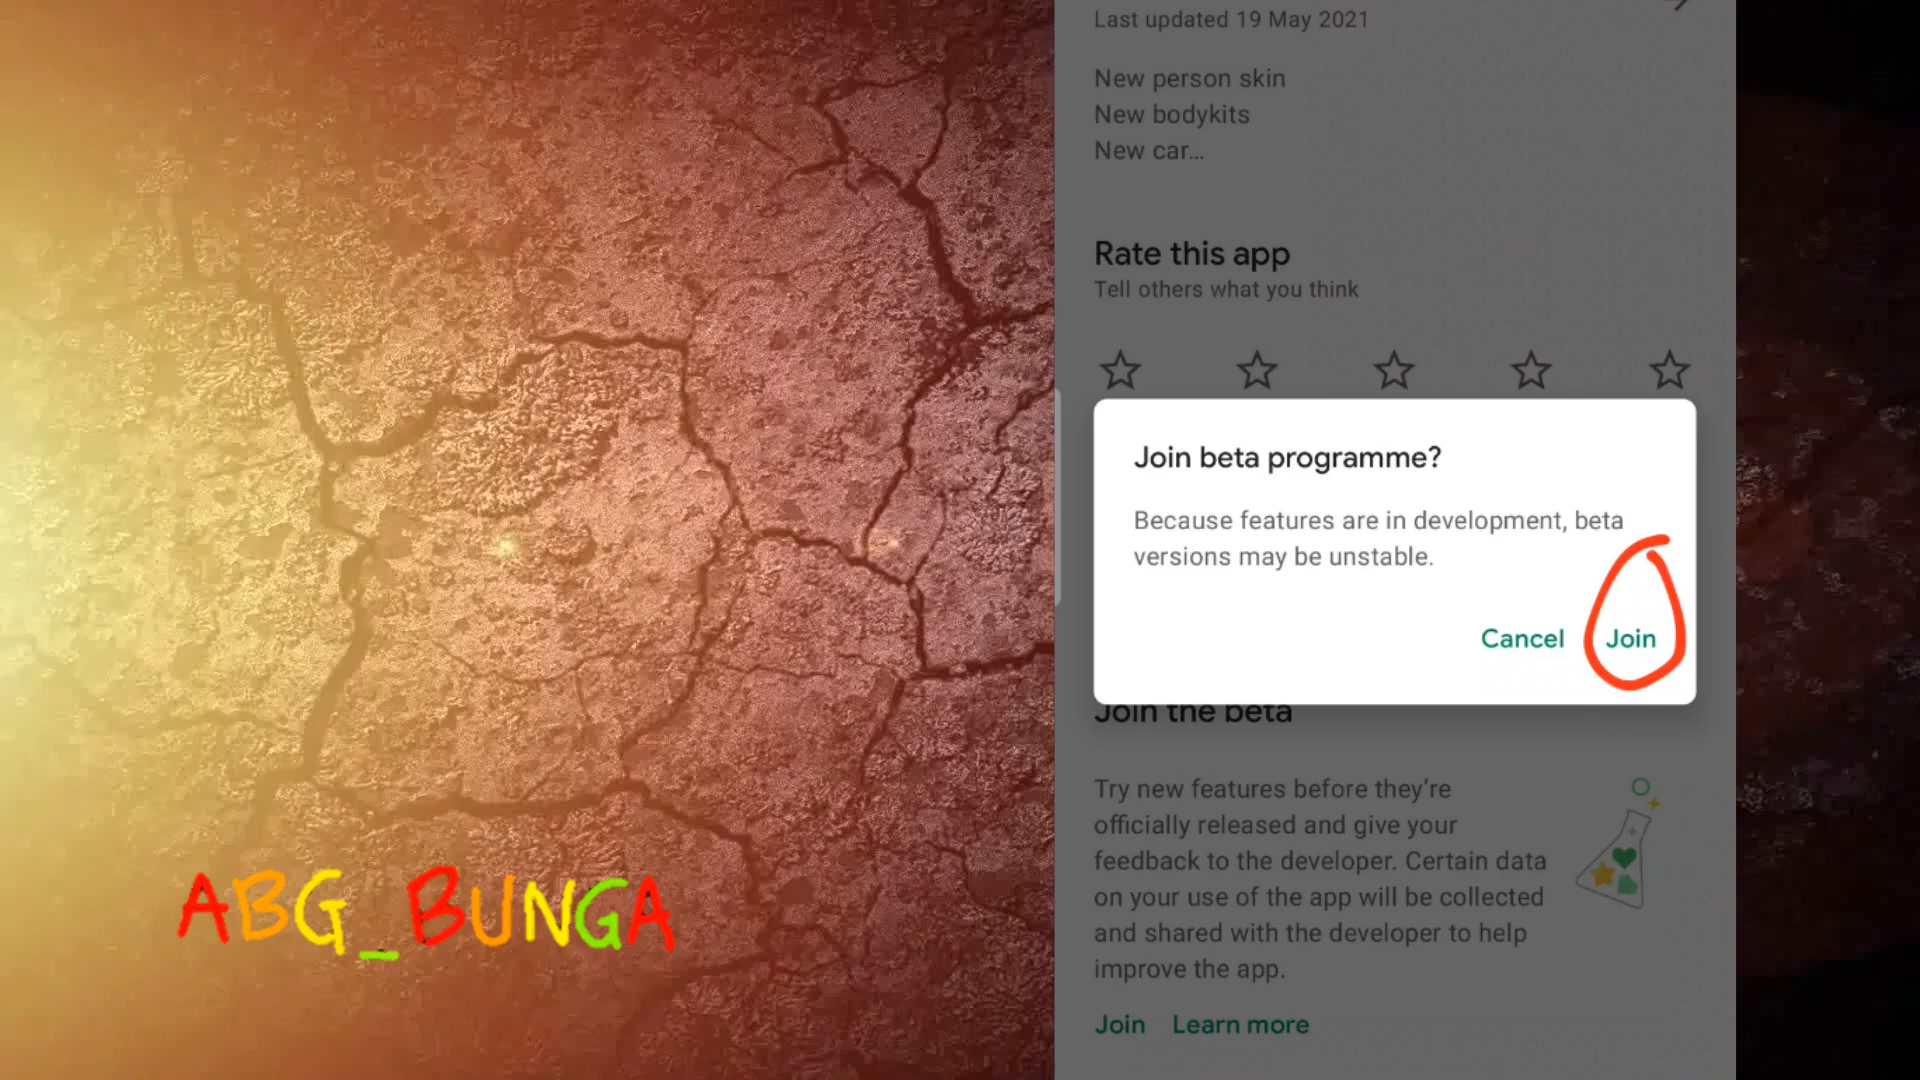 Last updated 19 May 2021
New person skin
New bodykits
New car...
Rate this app
Tell others what you think
Join beta programme?
Because features are in development, beta
versions may be unstable.
Cancel Join
Join the beta
Try new features before they're
officially released and give your
feedback to the developer. Certain data
on your use of the app will be collected
and shared with the developer to help
improve the app.
Join Learn more
ABG_BUNGA